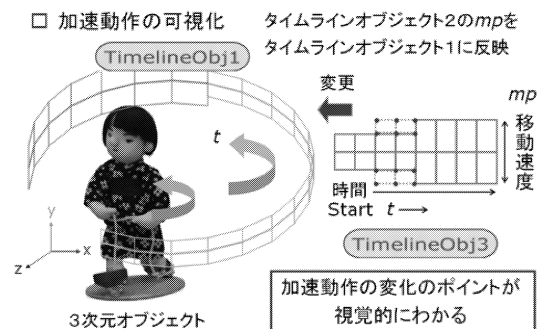 □ 加速動作の可視化
タイムラインオブジェクト2のmpを
タイムラインオブジェクト1に反映
TimelineObj1
変更
mp
移動速度
t
時間
Start t
y
x
z
TimelineObj3
加速動作の変化のポイントが
視覚的にわかる
3次元オブジェクト